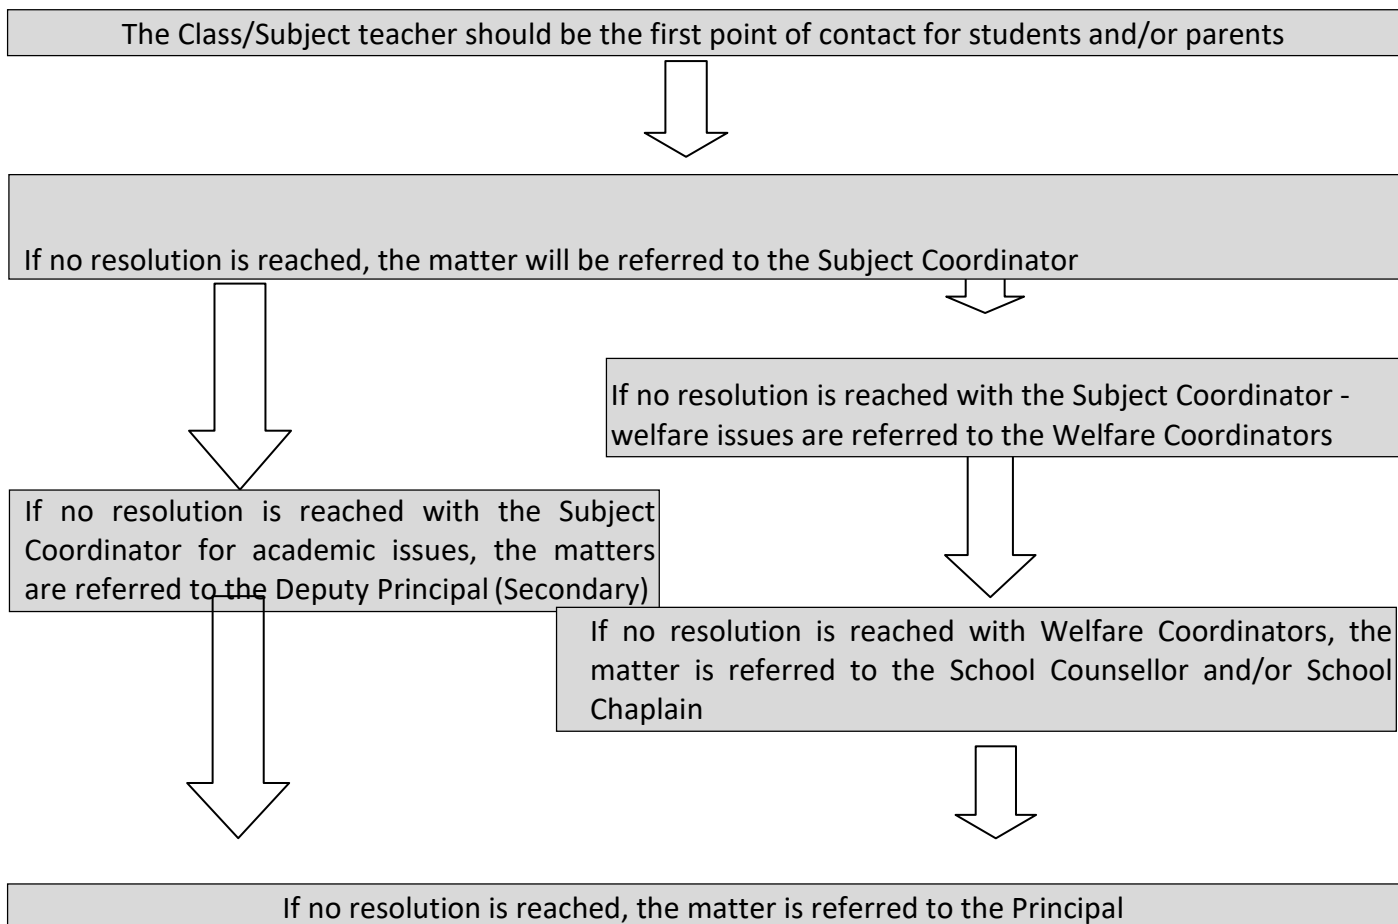 The Class/Subject teacher should be the first point of contact for students and/or parents
If no resolution is reached, the matter will be referred to the Subject Coordinator
If no resolution is reached with the Subject Coordinator -
welfare issues are referred to the Welfare Coordinators
If no resolution is reached with the Subject
Coordinator for academic issues, the matters
are referred to the Deputy Principal (Secondary)
If no resolution is reached with Welfare Coordinators, the
matter is referred to the School Counsellor and/or School
Chaplain
If no resolution is reached, the matter is referred to the Principal